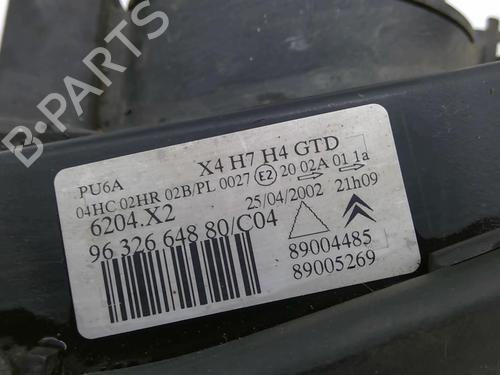 B-PARTS
PU6A X4 H7 H4 GTD
04HC 02HR 02B/PL 0027 E2 20 02A 01 1a
6204.X2 25/04/2002 21h09
96 326 648 80/C04
89004485
89005269